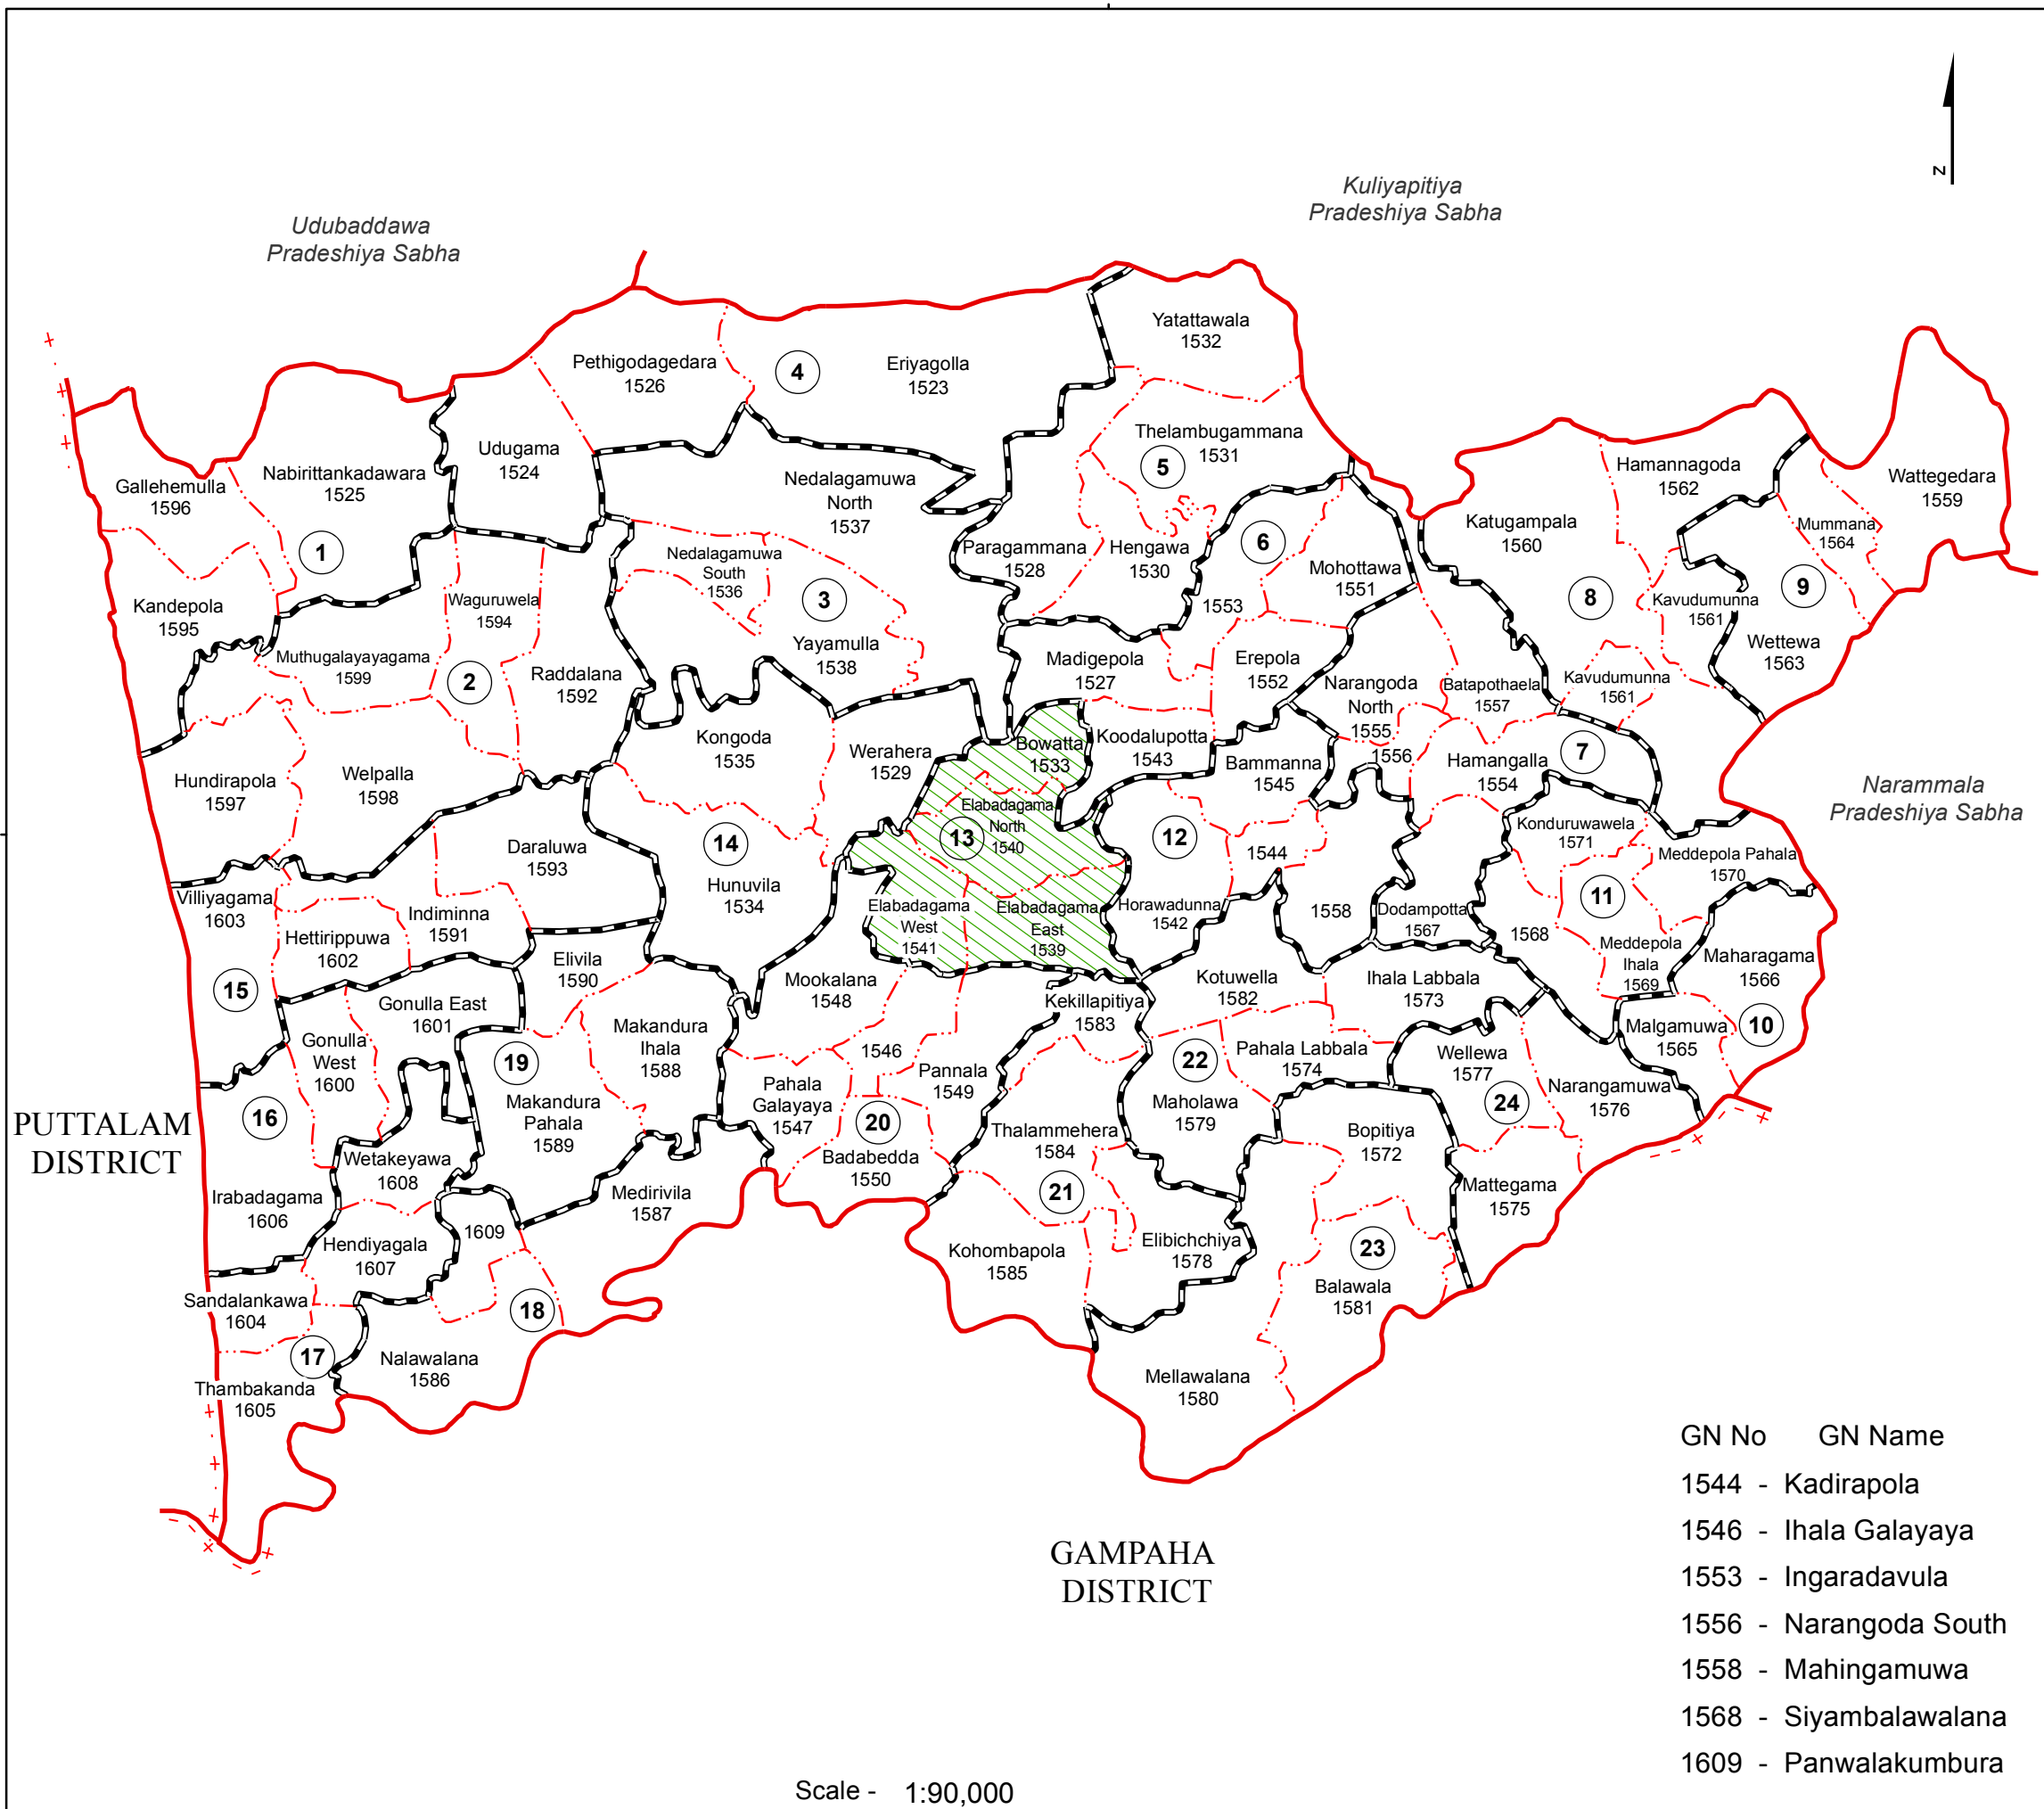 N
Kuliyapitiya
Pradeshiya Sabha
Udubaddawa
Pradeshiya Sabha
Yatattawala
1532
Pethigodagedara
1526
4
Eriyagolla
1523
Thelambugammana
1531
5
Udugama
1524
Nabirittankadawara
1525
Gallehemulla
1596
Nedalagamuwa
North
1537
Hamannagoda
1562
Wattegedara
1559
Katugampala
1560
Mummana
1564
1
Nedalagamuwa
South
1536
3
Paragammana
1528
Hengawa
1530
6
Mohottawa
1551
8
9
Kandepola
1595
Waguruwela
1594
1553
Kavudumunna
1561
Wettewa
1563
Yayamulla
1538
Muthugalayayagama
1599
2
Raddalana
1592
Madigepola
1527
Erepola
1552
Narangoda
North
1555
Batapothaela
1557
Kavudumunna
1561
Kongoda
1535
Werahera
1529
Bowatta
1533
Koodalupotta
1543
Bammanna
1545
1556
Hamangalla
1554
7
Hundirapola
1597
Welpalla
1598
Narammala
Pradeshiya Sabha
Elabadagama
North
1540
13
12
14
Daraluwa
1593
1544
Konduruwawela
1571
Meddepola Pahala
1570
11
Hunuvila
1534
Villiyagama
1603
Indiminna
1591
Hettirippuwa
1602
Elabadagama
West
1541
Elabadagama
East
1539
Horawadunna
1542
1558
Dodampotta
1567
1568
Meddepola
Ihala
1569
Maharagama
1566
Elivila
1590
15
Mookalana
1548
Kotuwella
1582
Ihala Labbala
1573
Gonulla East
1601
Kekillapitiya
1583
Makandura
Ihala
1588
Malgamuwa
1565
10
Gonulla
West
1600
19
1546
22
Pahala Labbala
1574
Wellewa
1577
Pannala
1549
Pahala
Galayaya
1547
Narangamuwa
1576
24
16
Makandura
Pahala
1589
Maholawa
1579
20
PUTTALAM
DISTRICT
Thalammehera
1584
Bopitiya
1572
Wetakeyawa
1608
Badabedda
1550
Irabadagama
1606
Medirivila
1587
21
Mattegama
1575
1609
Hendiyagala
1607
Kohombapola
1585
Elibichchiya
1578
23
Balawala
1581
Sandalankawa
1604
18
17
Nalawalana
1586
Thambakanda
1605
Mellawalana
1580
GAMPAHA
DISTRICT
GN No GN Name
1544 - Kadirapola
1546 - Ihala Galayaya
1553 - Ingaradavula
1556 - Narangoda South
1558 - Mahingamuwa
1568 - Siyambalawalana
1609 - Panwalakumbura
Scale - 1:90,000